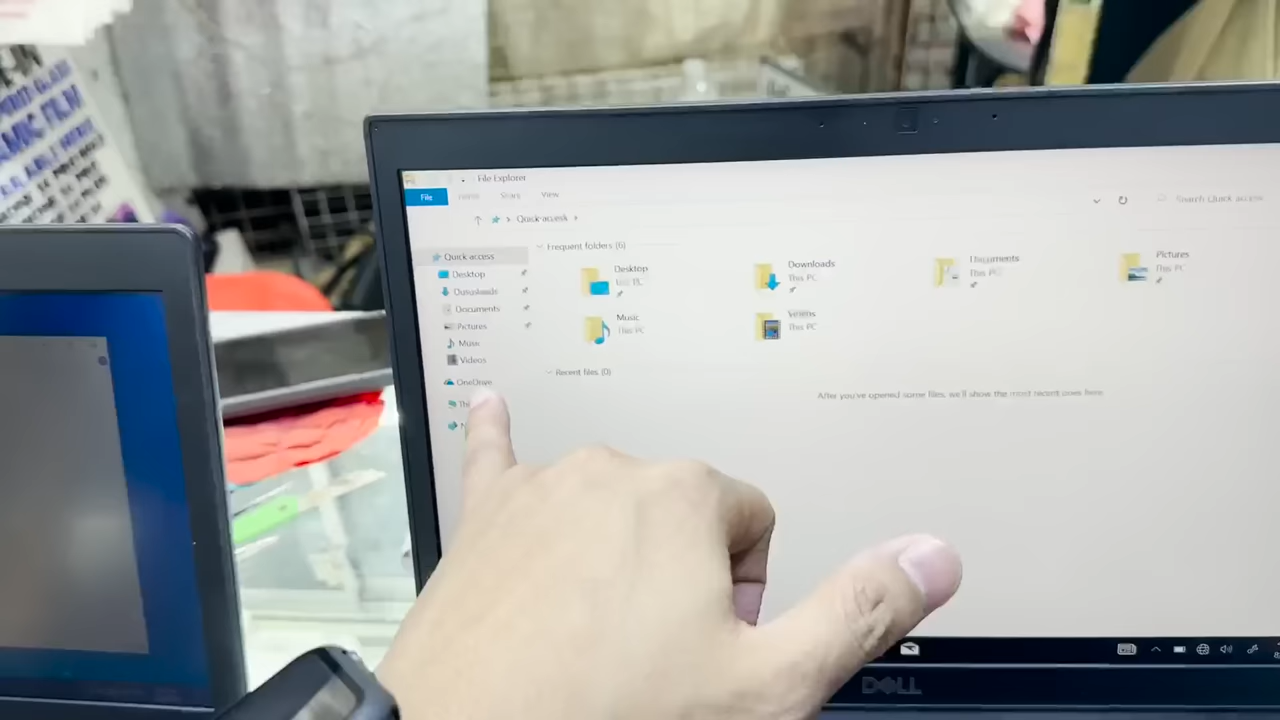 File Explorer
File
Share
View
Quick access
Search Quick access
Quick access
Desktop
Downloads
Documents
Pictures
Music
Videos
OneDrive
Frequent folders (6)
Desktop
This PC
Downloads
This PC
Documents
This PC
Pictures
This PC
Music
This PC
Videos
This PC
Recent files (0)
After you've opened some files, we'll show the most recent ones here.
DELL